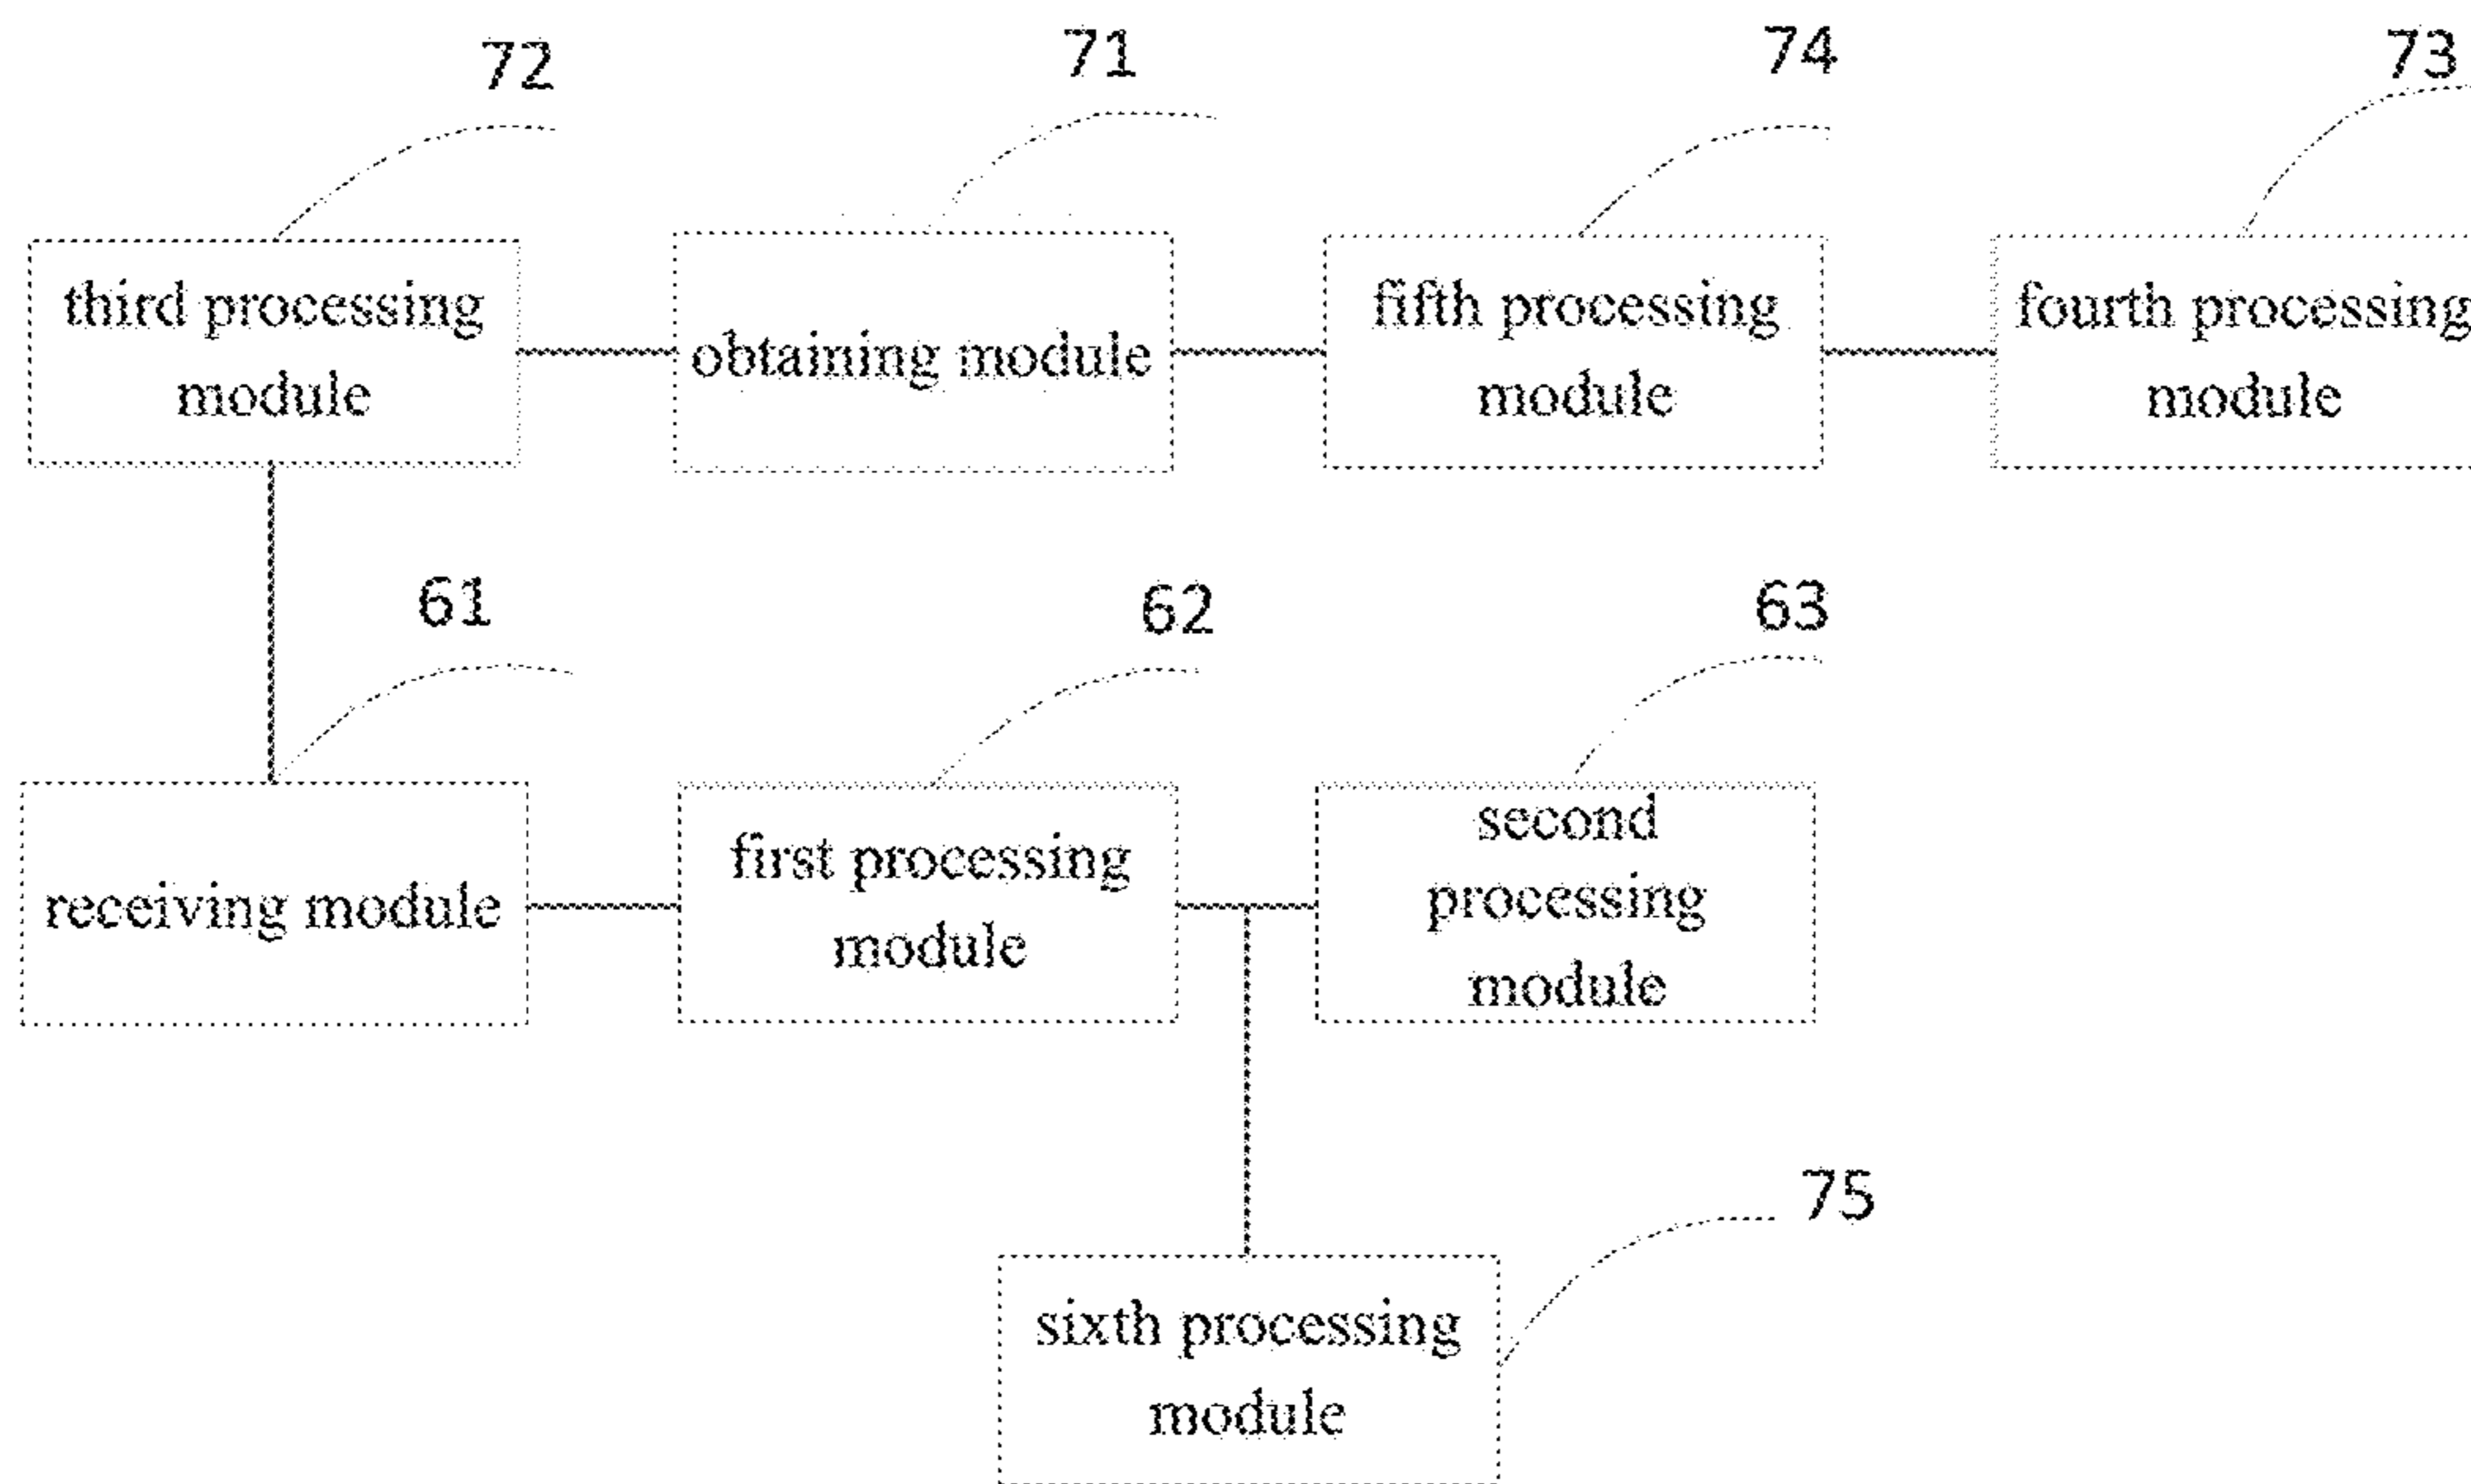 72
71
74
73
third processing
module
obtaining module
fifth processing
module
fourth processing
module
61
62
63
receiving module
first processing
module
second
processing
module
75
sixth processing
module